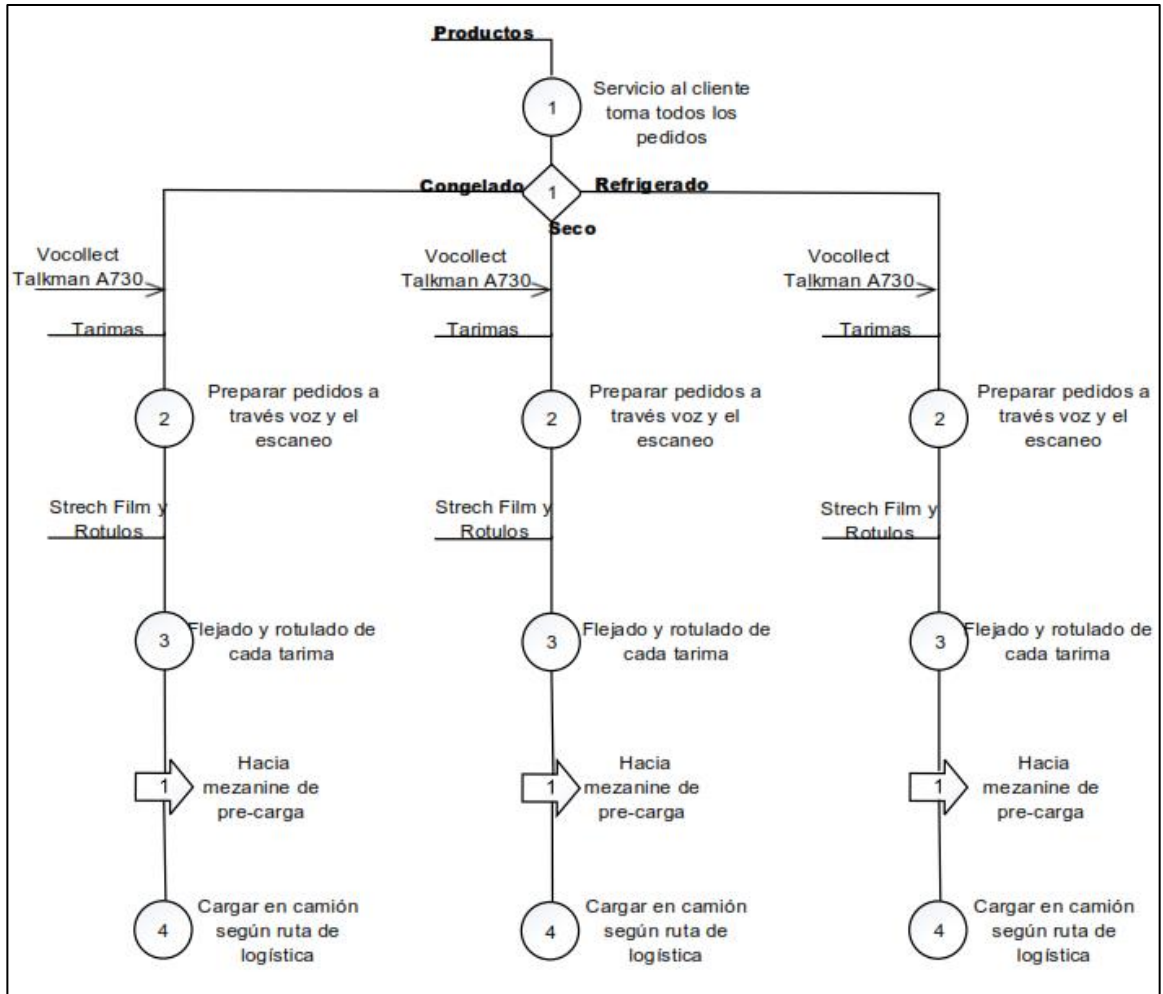 Productos
1
Servicio al cliente
toma todos los
pedidos
Congelado
1
Refrigerado
Seco
Vocollect
Talkman A730
Tarimas
2
Preparar pedidos a
través voz y el
escaneo
Strech Film y
Rotulos
3
Flejado y rotulado de
cada tarima
1
Hacia
mezanine de
pre-carga
4
Cargar en camión
según ruta de
logística
Vocollect
Talkman A730
Tarimas
2
Preparar pedidos a
través voz y el
escaneo
Strech Film y
Rotulos
3
Flejado y rotulado de
cada tarima
1
Hacia
mezanine de
pre-carga
4
Cargar en camión
según ruta de
logística
Vocollect
Talkman A730
Tarimas
2
Preparar pedidos a
través voz y el
escaneo
Strech Film y
Rotulos
3
Flejado y rotulado de
cada tarima
1
Hacia
mezanine de
pre-carga
4
Cargar en camión
según ruta de
logística